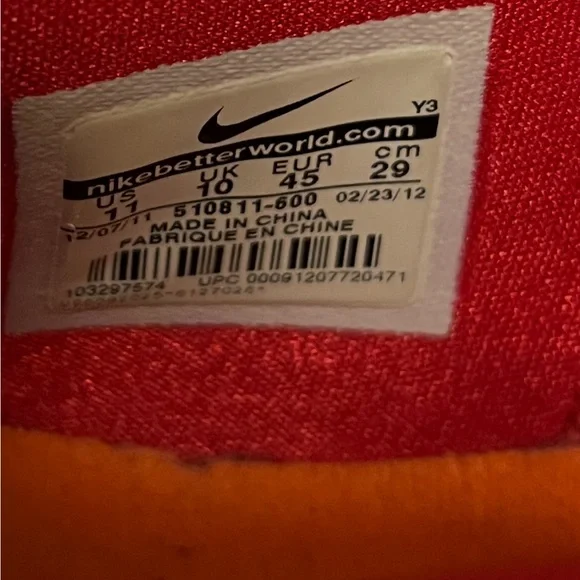 Y3
nikebetterworld.com
US UK EUR cm
11 10 45 29
12/07/11 510811-600 02/23/12
MADE IN CHINA
FABRIQUE EN CHINE
103297574 UPC 00091207720471